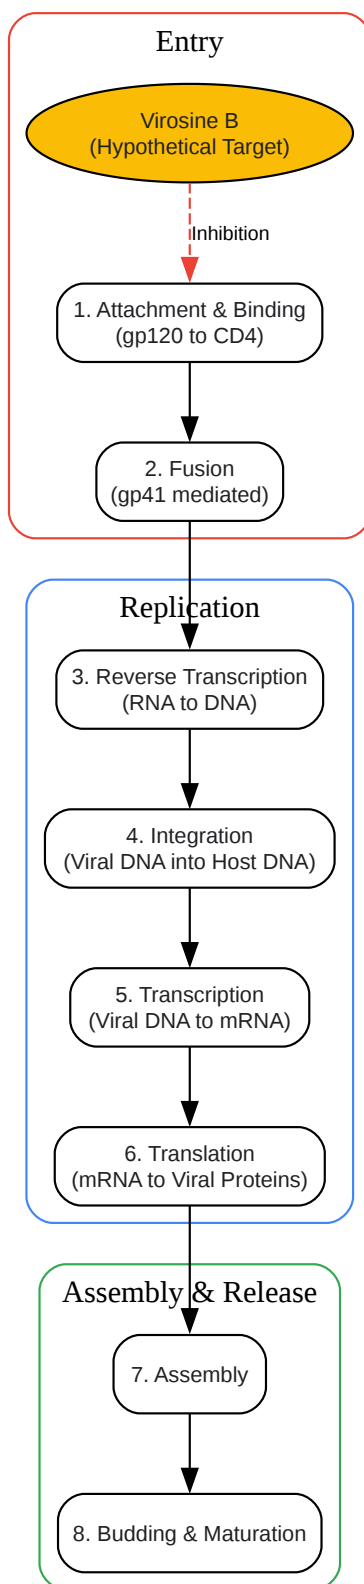 Entry
Virosine B
(Hypothetical Target)
Inhibition
1. Attachment & Binding
(gp120 to CD4)
2. Fusion
(gp41 mediated)
Replication
3. Reverse Transcription
(RNA to DNA)
4. Integration
(Viral DNA into Host DNA)
5. Transcription
(Viral DNA to mRNA)
6. Translation
(mRNA to Viral Proteins)
Assembly & Release
7. Assembly
8. Budding & Maturation